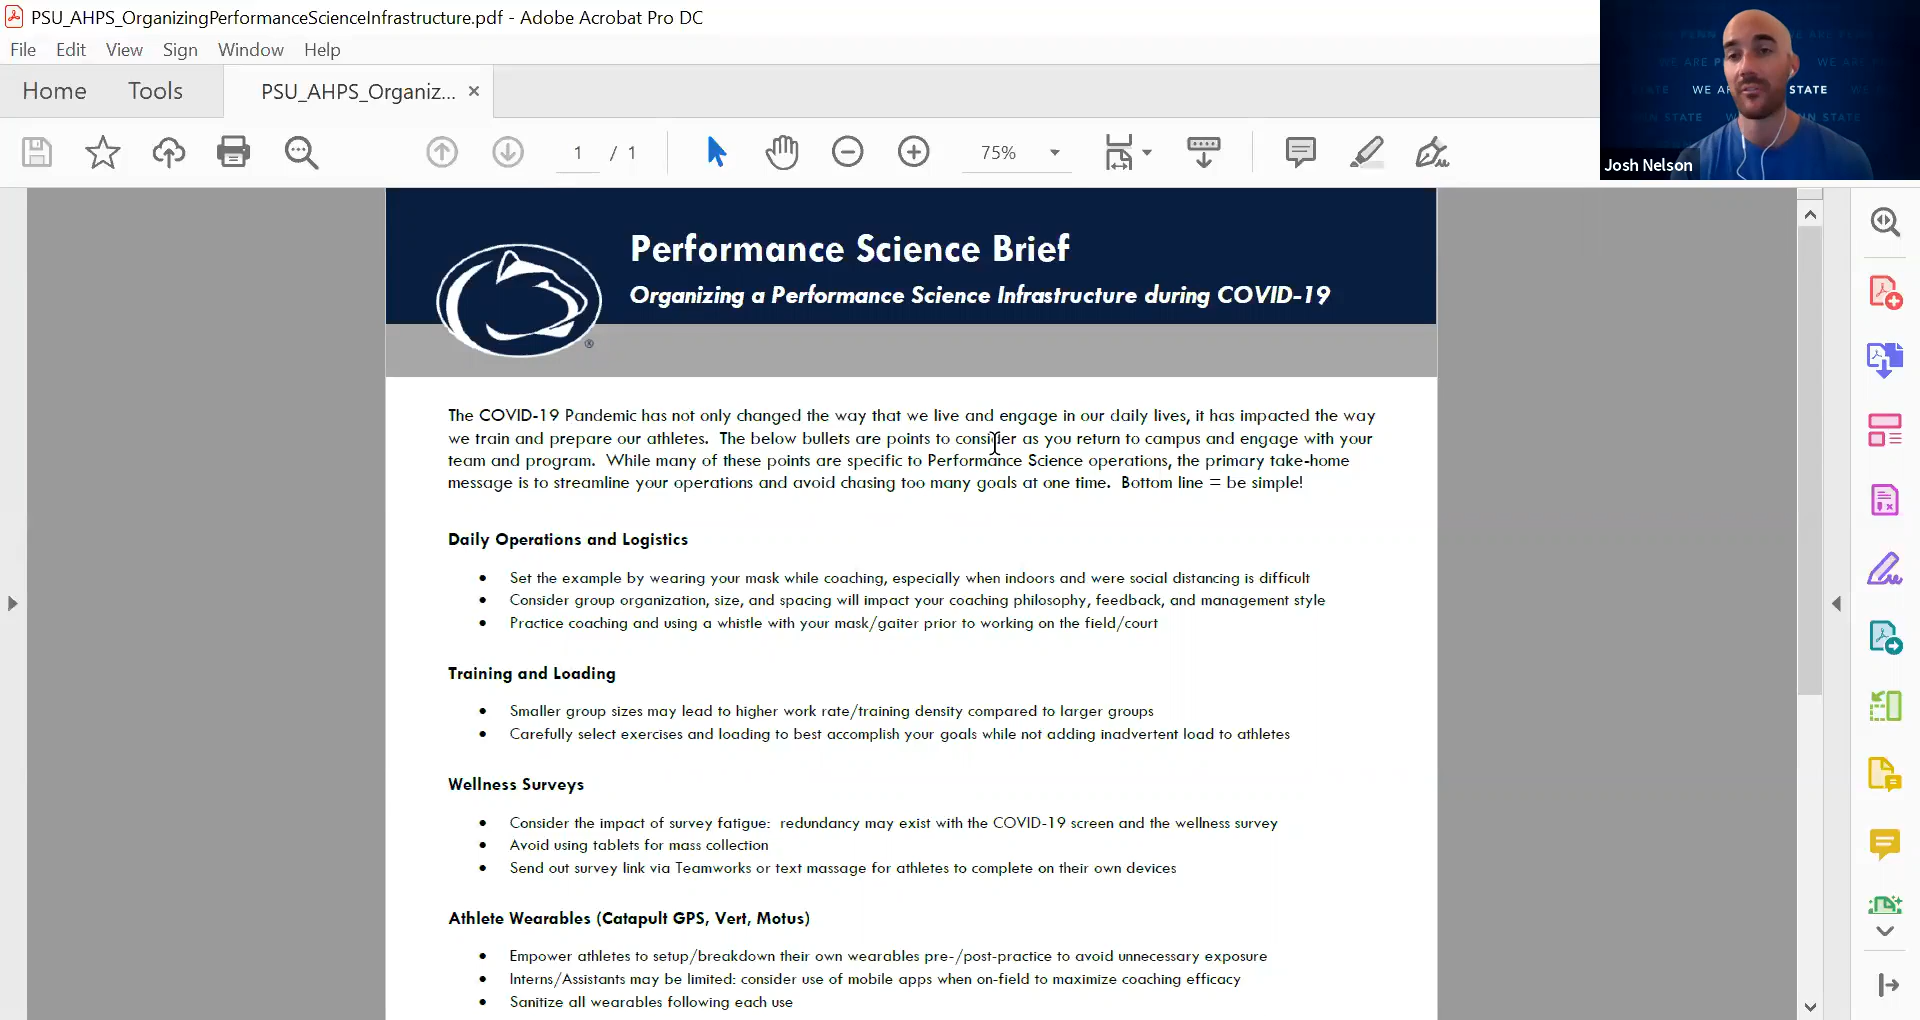 PSU_AHPS_OrganizingPerformanceScienceInfrastructure.pdf - Adobe Acrobat Pro DC
File Edit View Sign Window Help
Home Tools PSU_AHPS_Organiz... ×
1 / 1 75%
WE ARE STATE
Josh Nelson
Performance Science Brief
Organizing a Performance Science Infrastructure during COVID-19
®
The COVID-19 Pandemic has not only changed the way that we live and engage in our daily lives, it has impacted the way
we train and prepare our athletes. The below bullets are points to consider as you return to campus and engage with your
team and program. While many of these points are specific to Performance Science operations, the primary take-home
message is to streamline your operations and avoid chasing too many goals at one time. Bottom line = be simple!
Daily Operations and Logistics
• Set the example by wearing your mask while coaching, especially when indoors and were social distancing is difficult
• Consider group organization, size, and spacing will impact your coaching philosophy, feedback, and management style
• Practice coaching and using a whistle with your mask/gaiter prior to working on the field/court
Training and Loading
• Smaller group sizes may lead to higher work rate/training density compared to larger groups
• Carefully select exercises and loading to best accomplish your goals while not adding inadvertent load to athletes
Wellness Surveys
• Consider the impact of survey fatigue: redundancy may exist with the COVID-19 screen and the wellness survey
• Avoid using tablets for mass collection
• Send out survey link via Teamworks or text massage for athletes to complete on their own devices
Athlete Wearables (Catapult GPS, Vert, Motus)
• Empower athletes to setup/breakdown their own wearables pre-/post-practice to avoid unnecessary exposure
• Interns/Assistants may be limited: consider use of mobile apps when on-field to maximize coaching efficacy
• Sanitize all wearables following each use